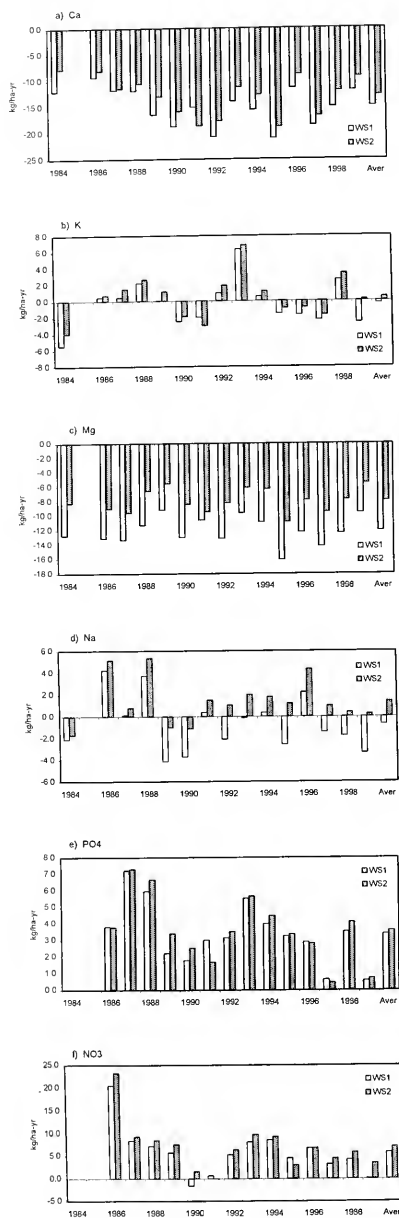 a) Ca
0.0
-5.0
-10.0
-15.0
-20.0
-25.0
kg/ha-yr
WS1
WS2
1984 1986 1988 1990 1992 1994 1996 1998 Aver
b) K
8.0
6.0
4.0
2.0
0.0
-2.0
-4.0
-6.0
-8.0
kg/ha-yr
WS1
WS2
1984 1986 1988 1990 1992 1994 1996 1998 Aver
c) Mg
0.0
-2.0
-4.0
-6.0
-8.0
-10.0
-12.0
-14.0
-16.0
-18.0
kg/ha-yr
WS1
WS2
1984 1986 1988 1990 1992 1994 1996 1998 Aver
d) Na
6.0
4.0
2.0
0.0
-2.0
-4.0
-6.0
kg/ha-yr
WS1
WS2
1984 1986 1988 1990 1992 1994 1996 1998 Aver
e) PO4
8.0
7.0
6.0
5.0
4.0
3.0
2.0
1.0
0.0
kg/ha-yr
WS1
WS2
1984 1986 1988 1990 1992 1994 1996 1998 Aver
f) NO3
25.0
20.0
15.0
10.0
5.0
0.0
-5.0
kg/ha-yr
WS1
WS2
1984 1986 1988 1990 1992 1994 1996 1998 Aver